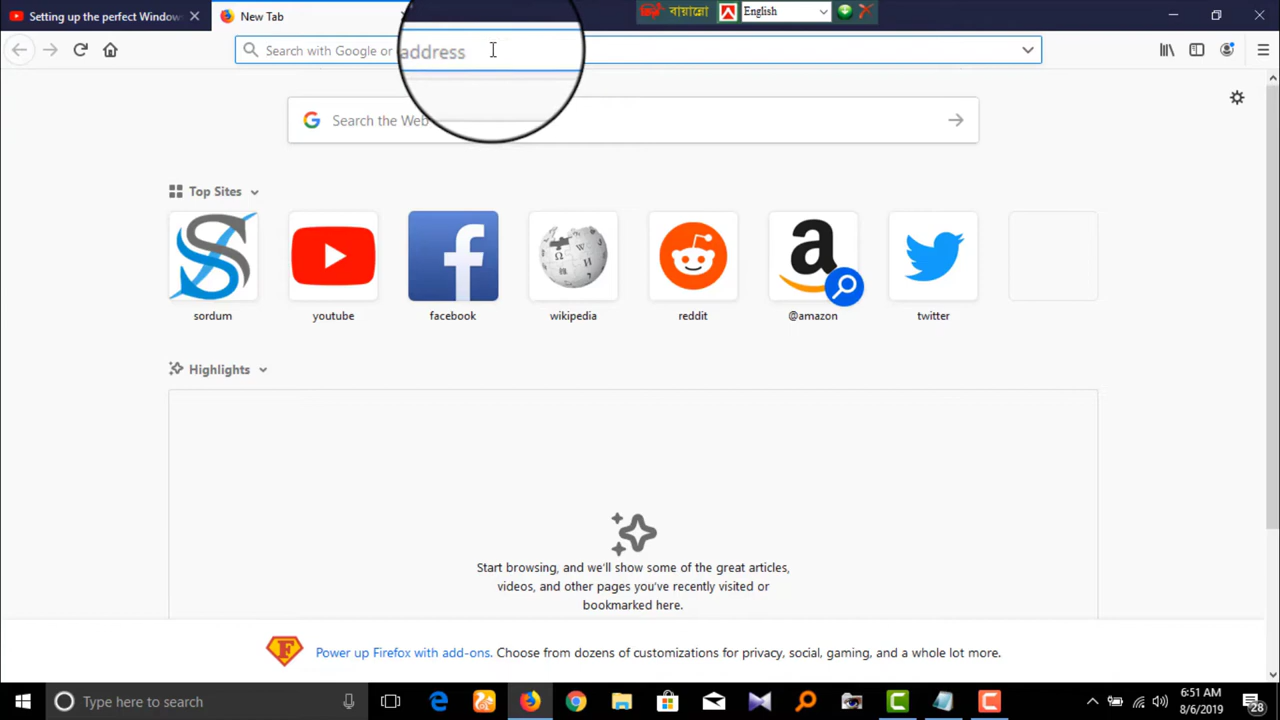 etting up the perfect Window
New Tab
বায়ান্নো
English
Search with Google or address
Search the Web
Top Sites
sordum
youtube
facebook
wikipedia
reddit
@amazon
twitter
Highlights
Start browsing, and we'll show some of the great articles,
videos, and other pages you've recently visited or
bookmarked here.
Power up Firefox with add-ons. Choose from dozens of customizations for privacy, social, gaming, and a whole lot more.
Type here to search
6:51 AM
8/6/2019
28